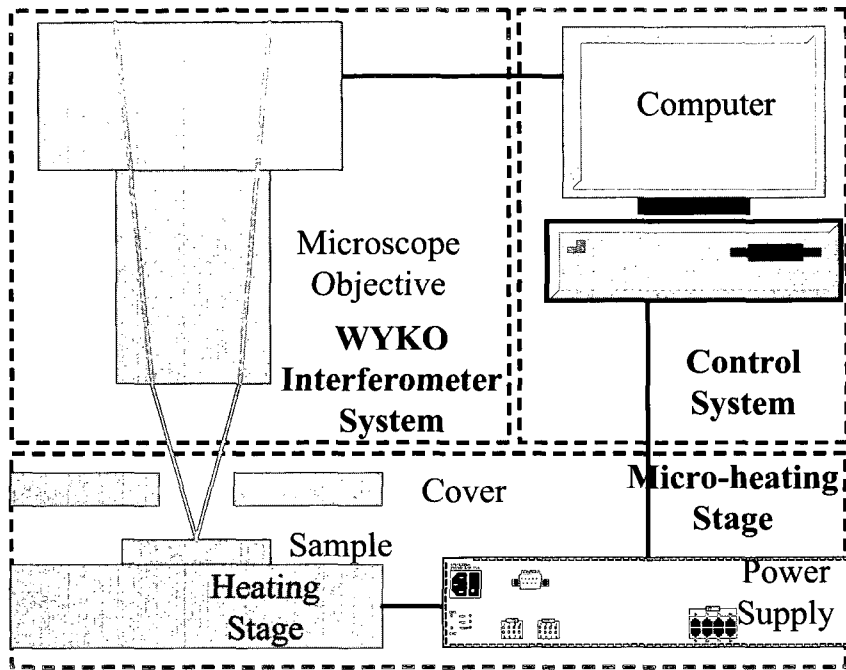 Computer
Microscope
Objective
WYKO
Interferometer
System
Control
System
Micro-heating
Stage
Cover
Sample
Heating
Stage
Power
Supply